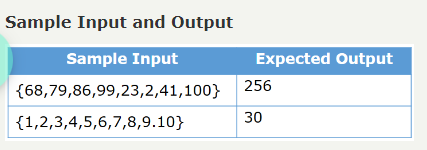 Sample Input and Output
Sample Input Expected Output
{68,79,86,99,23,2,41,100} 256
{1,2,3,4,5,6,7,8,9.10} 30